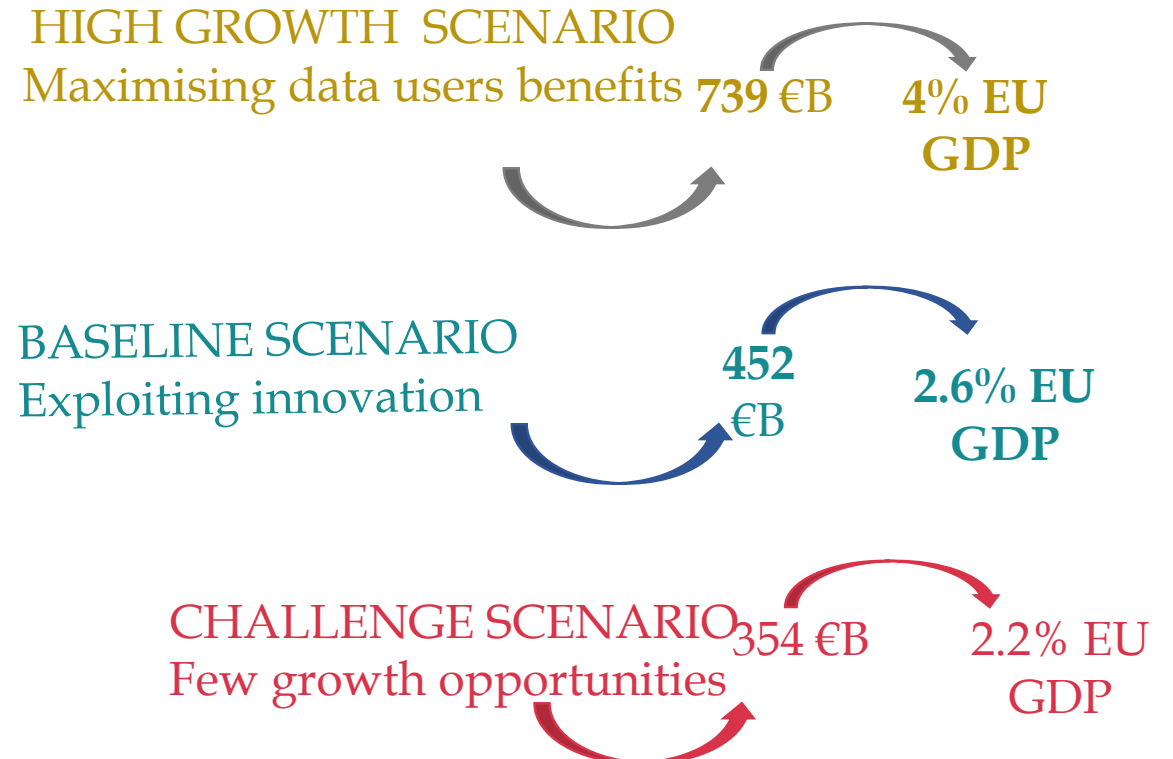 HIGH GROWTH SCENARIO
Maximising data users benefits
739 €B
4% EU
GDP
BASELINE SCENARIO
Exploiting innovation
452
€B
2.6% EU
GDP
CHALLENGE SCENARIO
Few growth opportunities
354 €B
2.2% EU
GDP